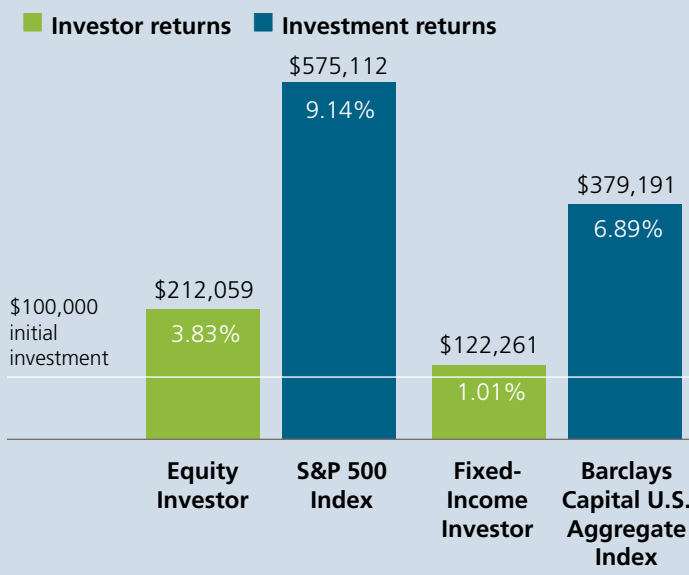 Investor returns Investment returns
$575,112
9.14%
$379,191
6.89%
$212,059
3.83%
$100,000
initial
investment
$122,261
1.01%
Equity
Investor
S&P 500
Index
Fixed-
Income
Investor
Barclays
Capital U.S.
Aggregate
Index